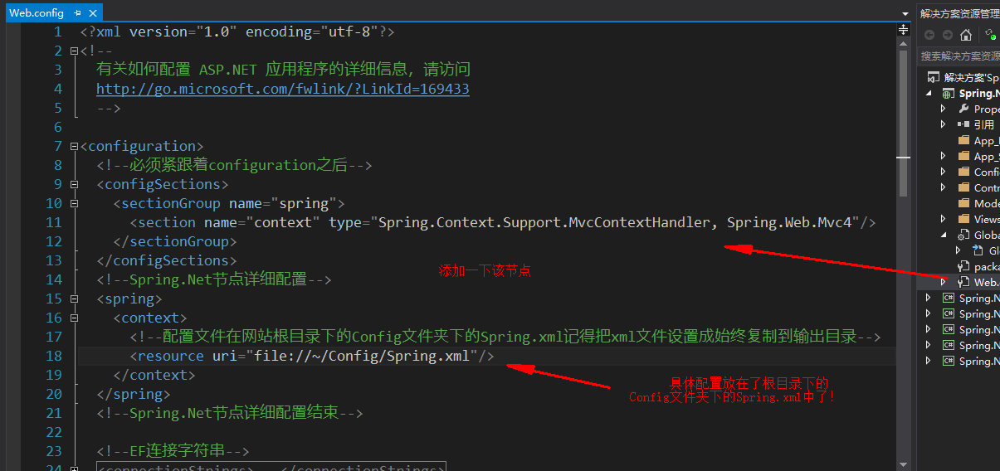 Web.config
1 <?xml version="1.0" encoding="utf-8"?>
2 <!--
3 有关如何配置 ASP.NET 应用程序的详细信息，请访问
4 http://go.microsoft.com/fwlink/?LinkId=169433
5 -->
6
7 <configuration>
8 <!--必须紧跟着configuration之后-->
9 <configSections>
10 <sectionGroup name="spring">
11 <section name="context" type="Spring.Context.Support.MvcContextHandler, Spring.Web.Mvc4"/>
12 </sectionGroup>
13 </configSections>
14 <!--Spring.Net节点详细配置-->
添加一下该节点
15 <spring>
16 <context>
17 <!--配置文件在网站根目录下的Config文件夹下的Spring.xml记得把xml文件设置成始终复制到输出目录-->
18 <resource uri="file://~/Config/Spring.xml"/>
19 </context>
具体配置放在了根目录下的
Config文件夹下的Spring.xml中了!
20 </spring>
21 <!--Spring.Net节点详细配置结束-->
22
23 <!--EF连接字符串-->
24 <connectionStrings>...</connectionStrings>
解决方案资源管理
搜索解决方案资源
解决方案'Sp
Spring.N
Prope
引用
App_
App_S
Confi
Contr
Mode
Views
Globa
Gl
packa
Web.
Spring.N
Spring.N
Spring.N
Spring.N
Spring.N